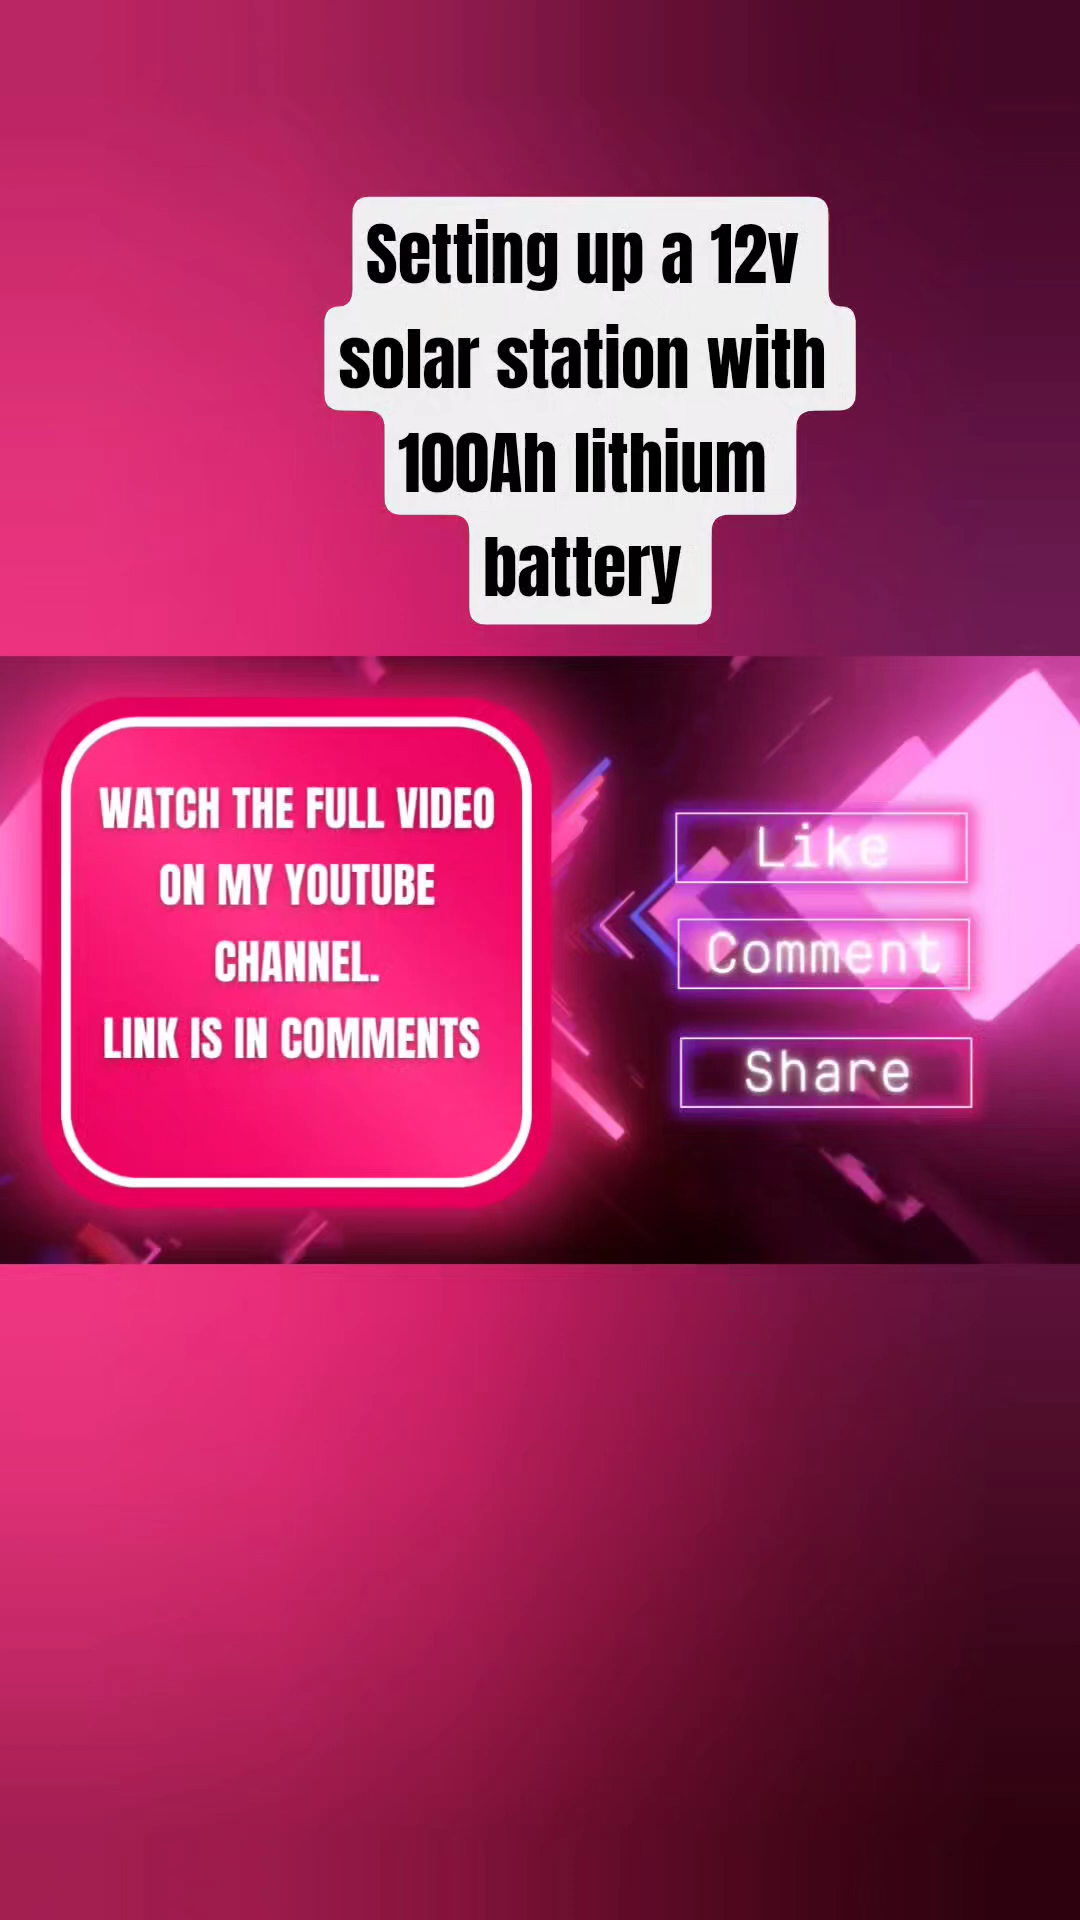 Setting up a 12v
solar station with
100Ah lithium
battery
WATCH THE FULL VIDEO
ON MY YOUTUBE
CHANNEL.
LINK IS IN COMMENTS
Like
Comment
Share